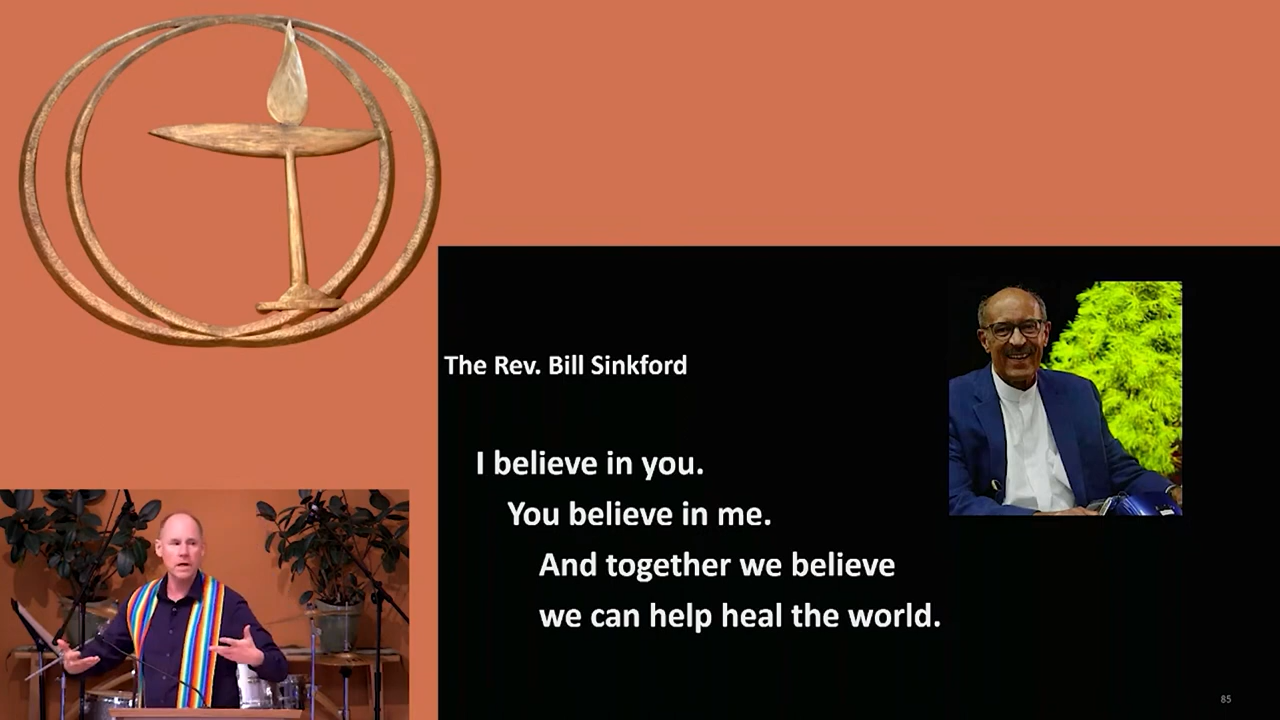 The Rev. Bill Sinkford
I believe in you.
You believe in me.
And together we believe
we can help heal the world.
85